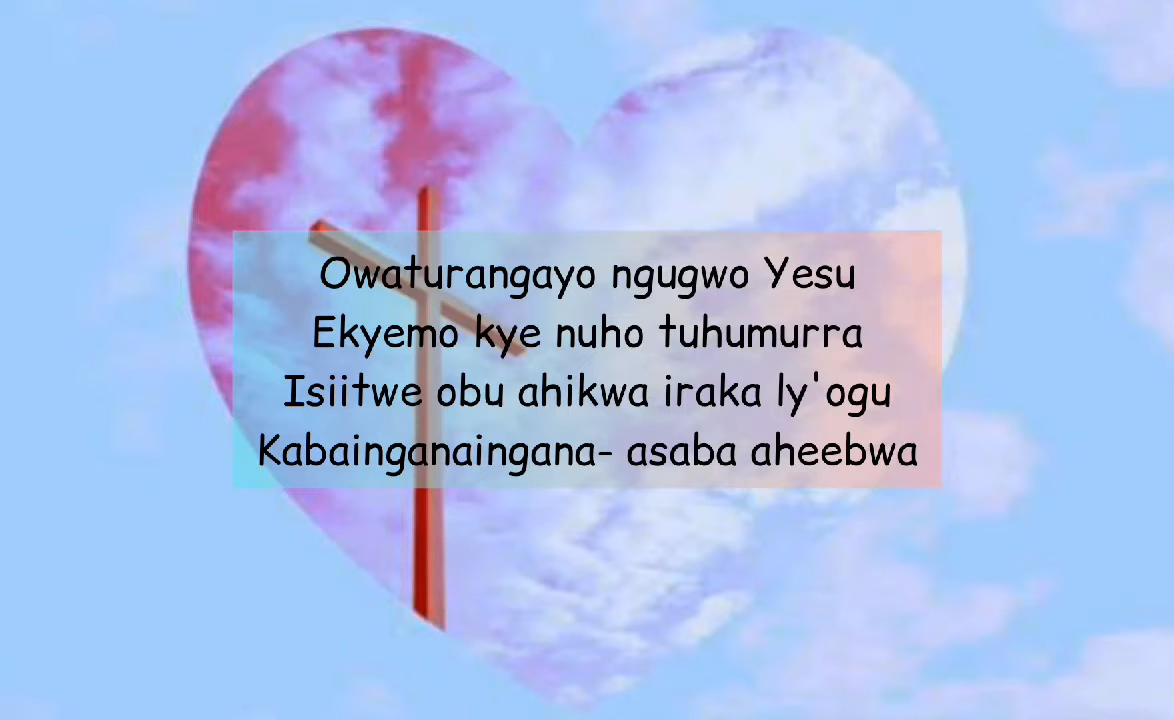 Owaturangayo ngugwo Yesu
Ekyemo kye nuho tuhumurra
Isiitwe obu ahikwa iraka ly'ogu
Kabainganaingana- asaba aheebwa